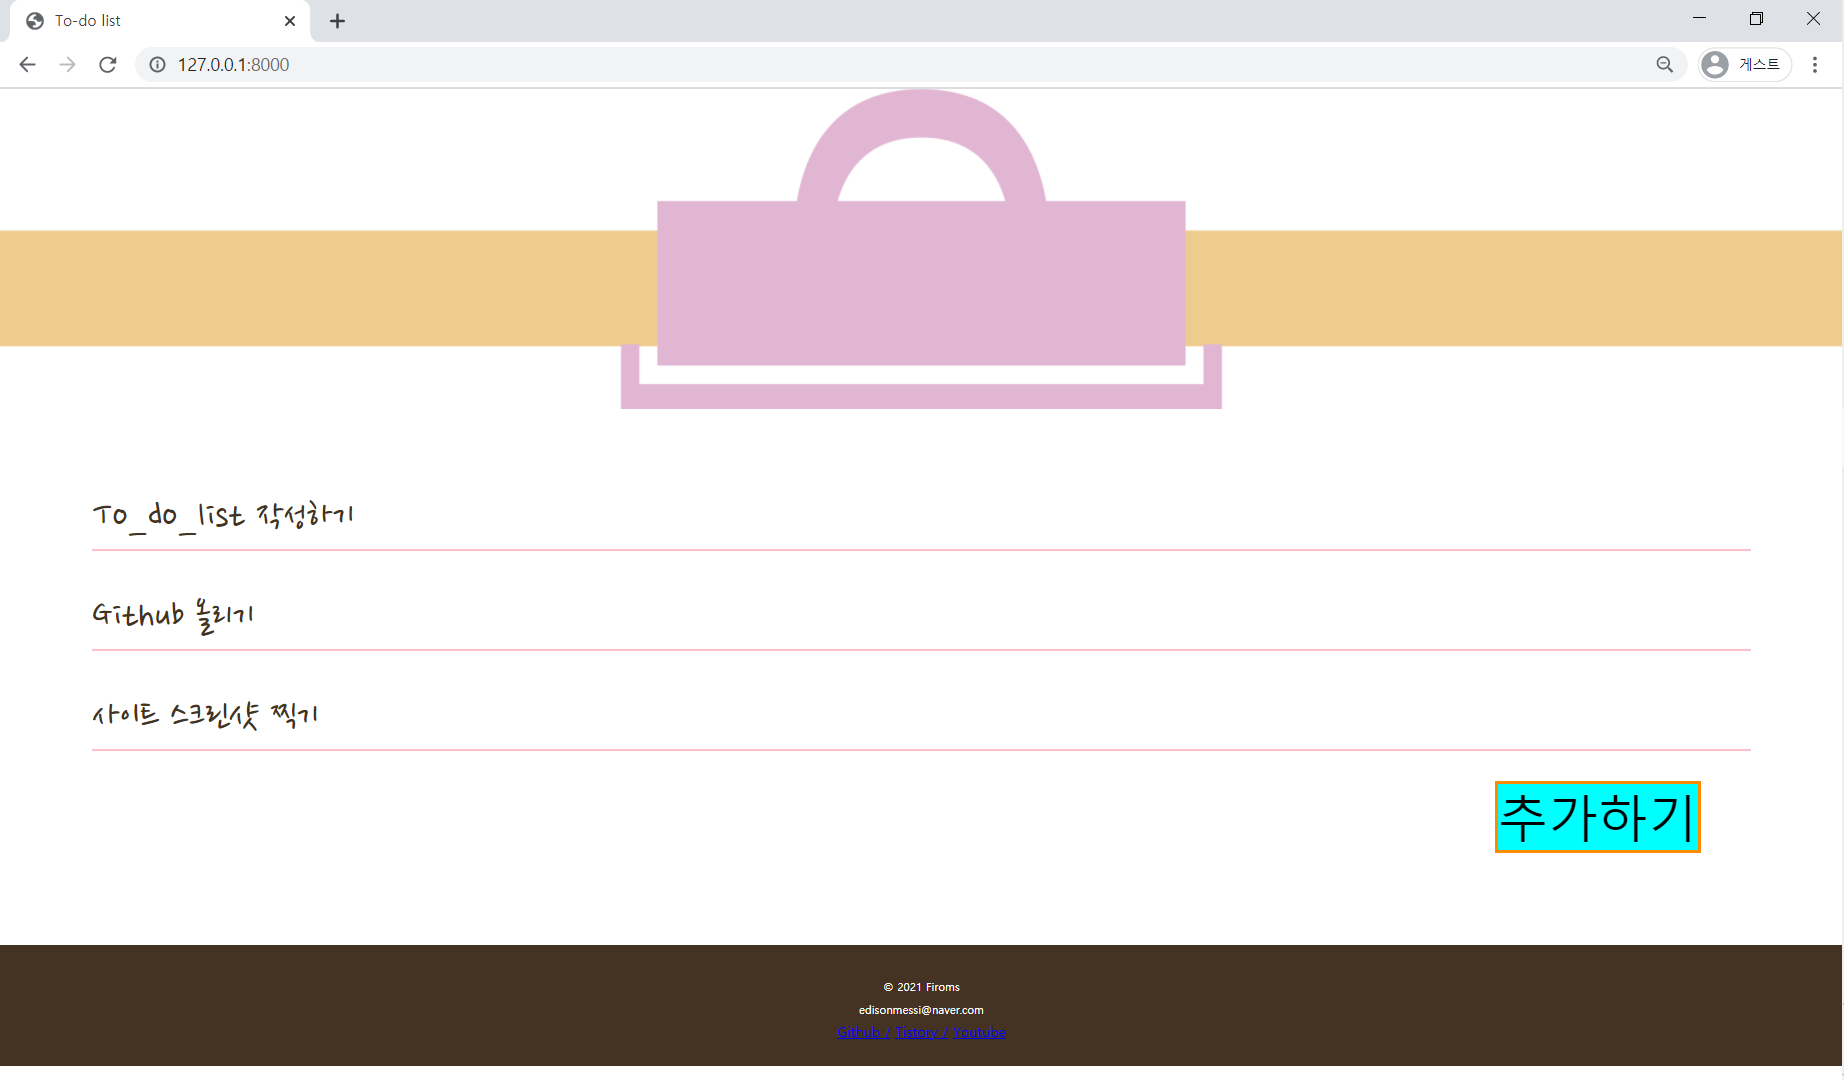 To-do list
127.0.0.1:8000
게스트
To_do_list 작성하기
Github 올리기
사이트 스크린샷 찍기
추가하기
© 2021 Firoms
edisonmessi@naver.com
Github / Tistory / Youtube